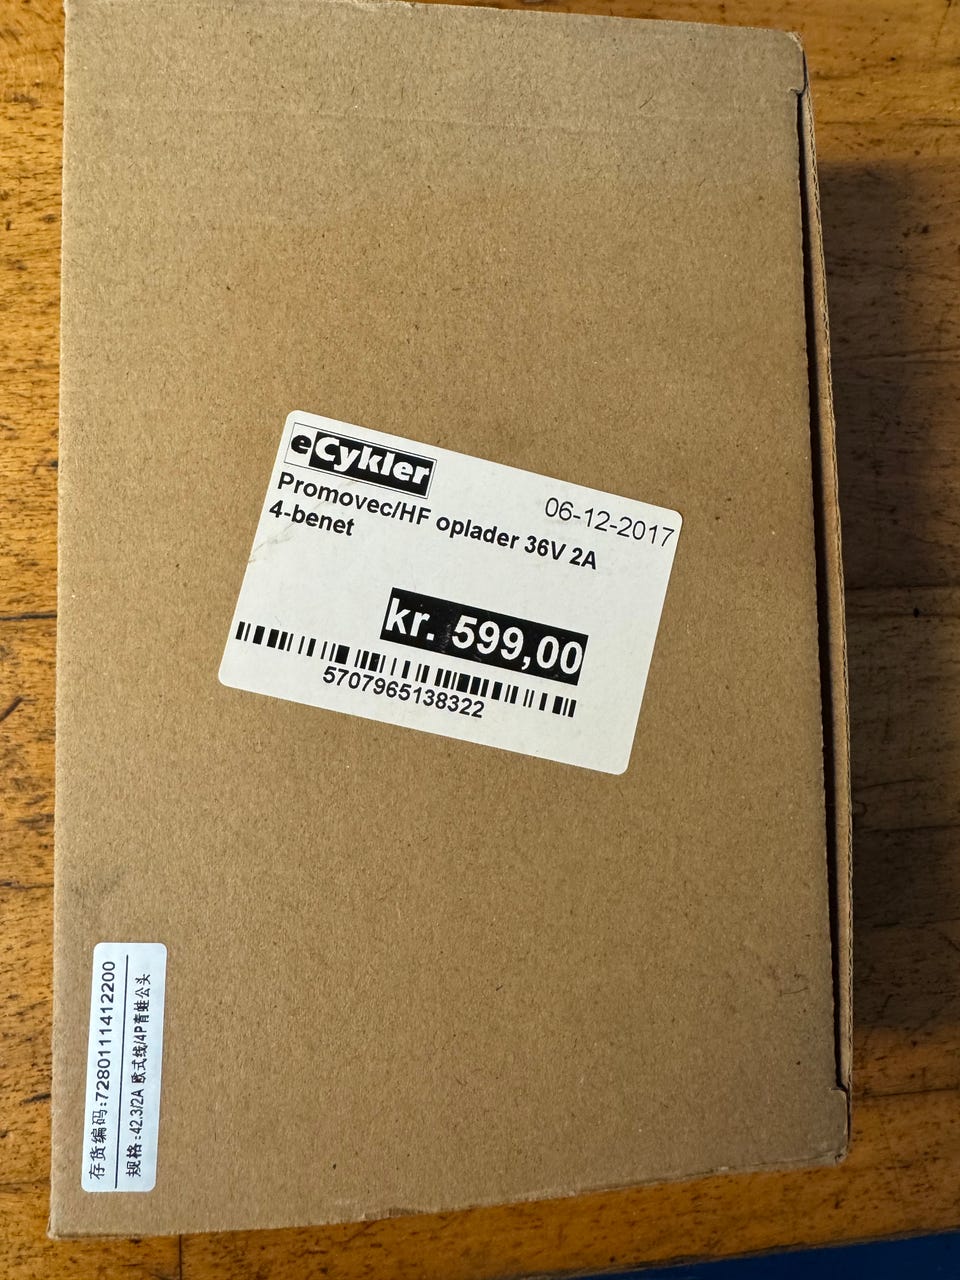 eCykler
06-12-2017
Promovec/HF oplader 36V 2A
4-benet
kr. 599,00
5707965138322
存货编码:7280111412200
规格:42.3/2A 欧式线/4P青蛙公头